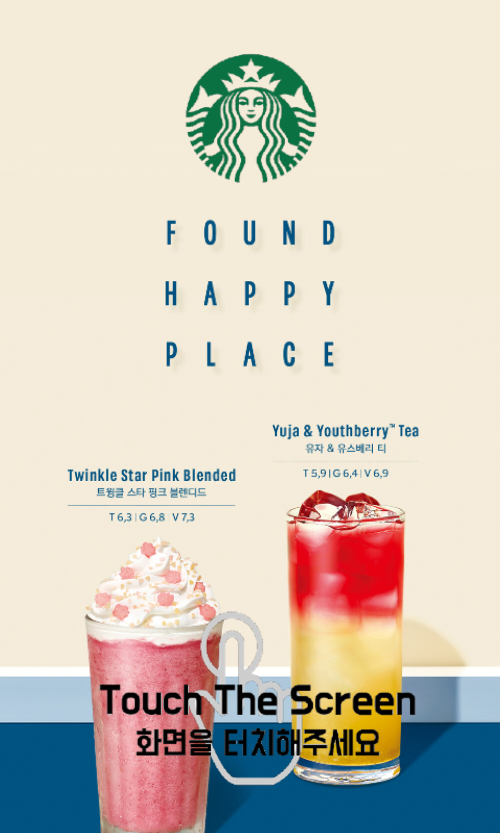 FOUND
HAPPY
PLACE
Yuja & Youthberry™ Tea
유자 & 유스베리 티
T 5,9 | G 6,4 | V 6,9
Twinkle Star Pink Blended
트윙클 스타 핑크 블렌디드
T 6,3 | G 6,8 V 7,3
Touch The Screen
화면을 터치해주세요